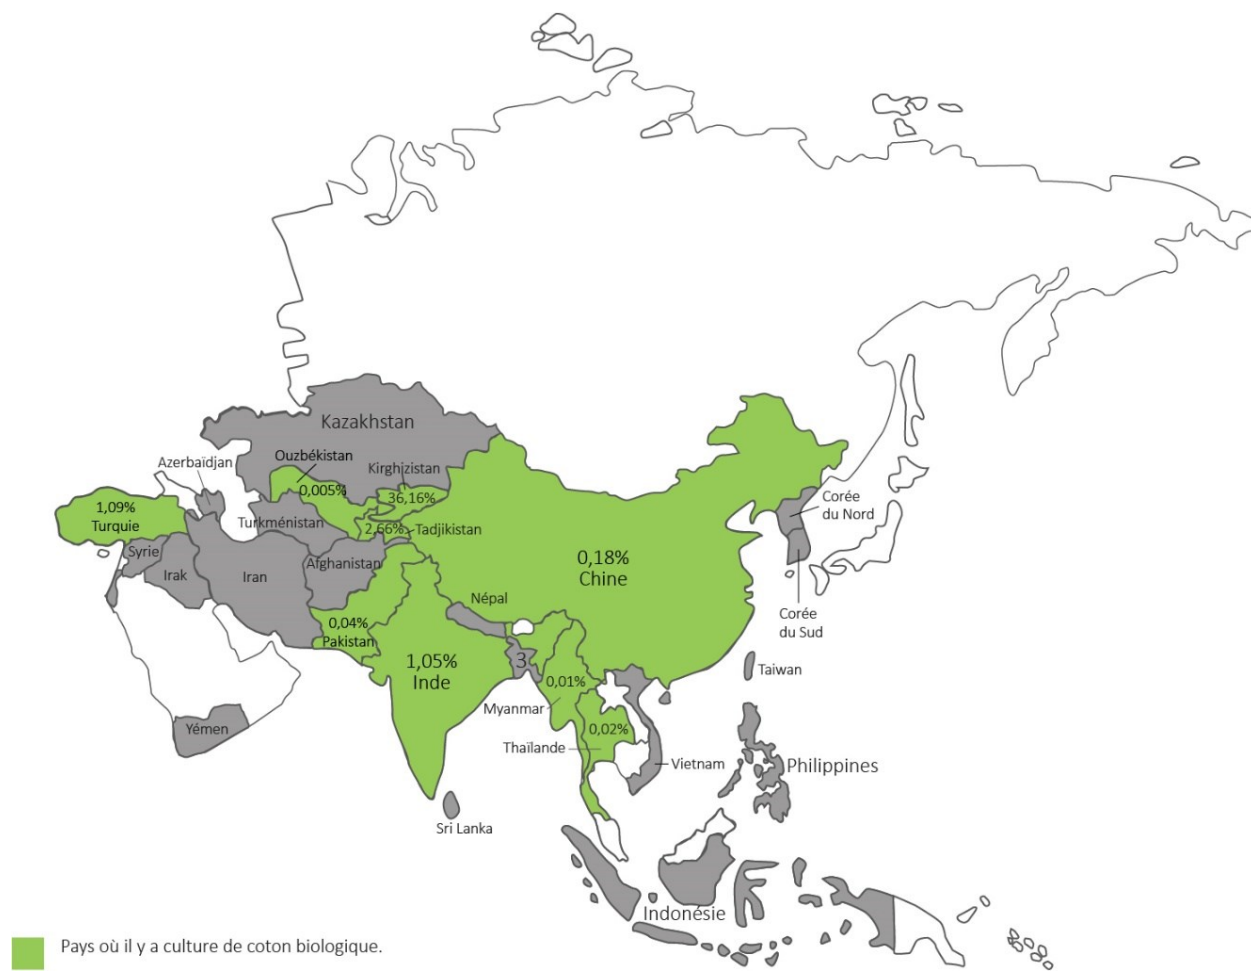 Kazakhstan
Ouzbékistan
Azerbaïdjan
Kirghizistan
0,005%
36,16%
1,09%
Turquie
Turkménistan
2,66%
Tadjikistan
Corée
du Nord
Syrie
Irak
Iran
Afghanistan
0,18%
Chine
Népal
Corée
du Sud
0,04%
Pakistan
1,05%
Inde
3
Taiwan
0,01%
Myanmar
Yémen
0,02%
Thaïlande
Vietnam
Philippines
Sri Lanka
Indonésie
Pays où il y a culture de coton biologique.